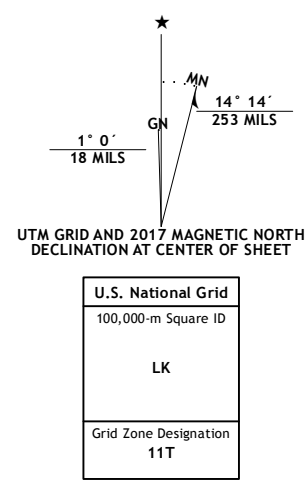 ★
MN
GN
14° 14´
253 MILS
1° 0´
18 MILS
UTM GRID AND 2017 MAGNETIC NORTH
DECLINATION AT CENTER OF SHEET
U.S. National Grid
100,000-m Square ID
LK
Grid Zone Designation
11T